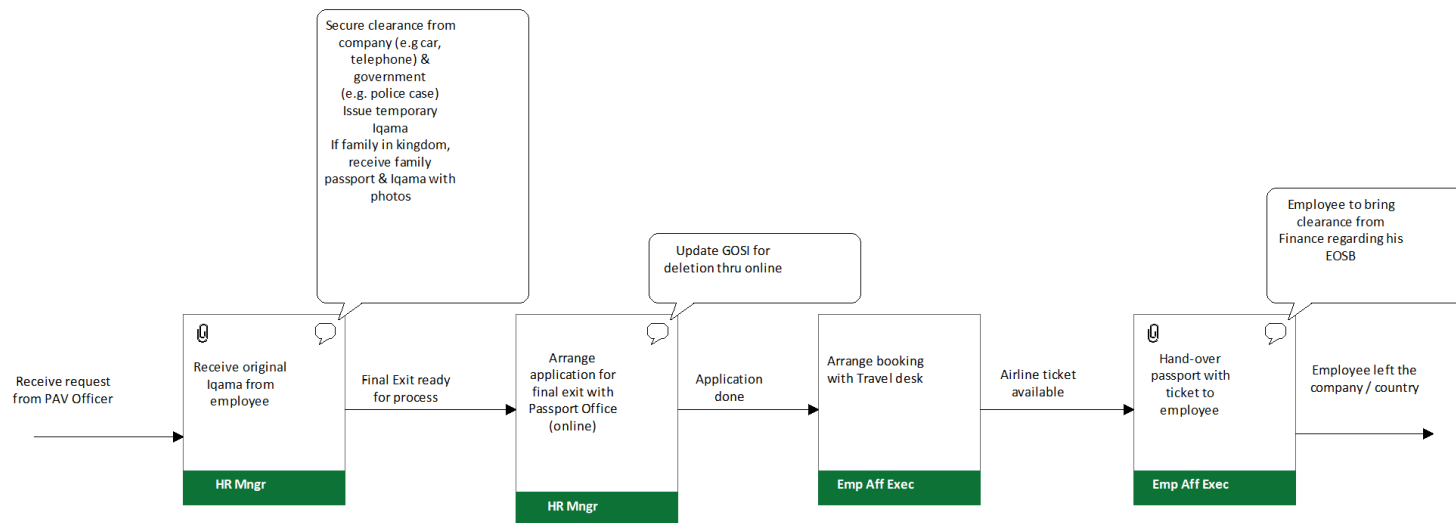 Secure clearance from
company (e.g car,
telephone) &
government
(e.g. police case)
Issue temporary
Iqama
If family in kingdom,
receive family
passport & Iqama with
photos
Update GOSI for
deletion thru online
Employee to bring
clearance from
Finance regarding his
EOSB
Receive request
from PAV Officer
Receive original
Iqama from
employee
HR Mngr
Final Exit ready
for process
Arrange
application for
final exit with
Passport Office
(online)
HR Mngr
Application
done
Arrange booking
with Travel desk
Emp Aff Exec
Airline ticket
available
Hand-over
passport with
ticket to
employee
Emp Aff Exec
Employee left the
company / country